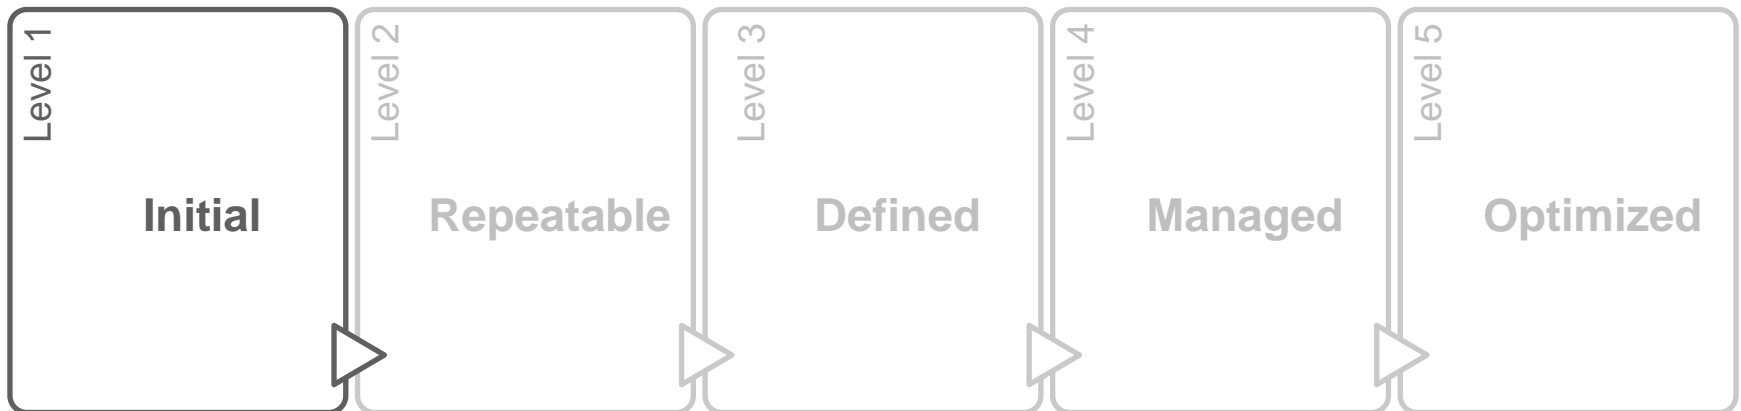 Level 1
Initial
Level 2
Repeatable
Level 3
Defined
Level 4
Managed
Level 5
Optimized